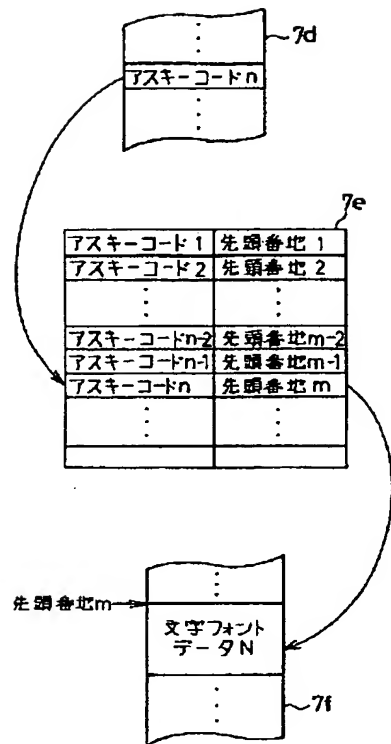 7d
アスキーコードn
7e
アスキーコード1 先頭番地1
アスキーコード2 先頭番地2
アスキーコードn-2 先頭番地m-2
アスキーコードn-1 先頭番地m-1
アスキーコードn 先頭番地m
先頭番地m
文字フォント
データN
7f